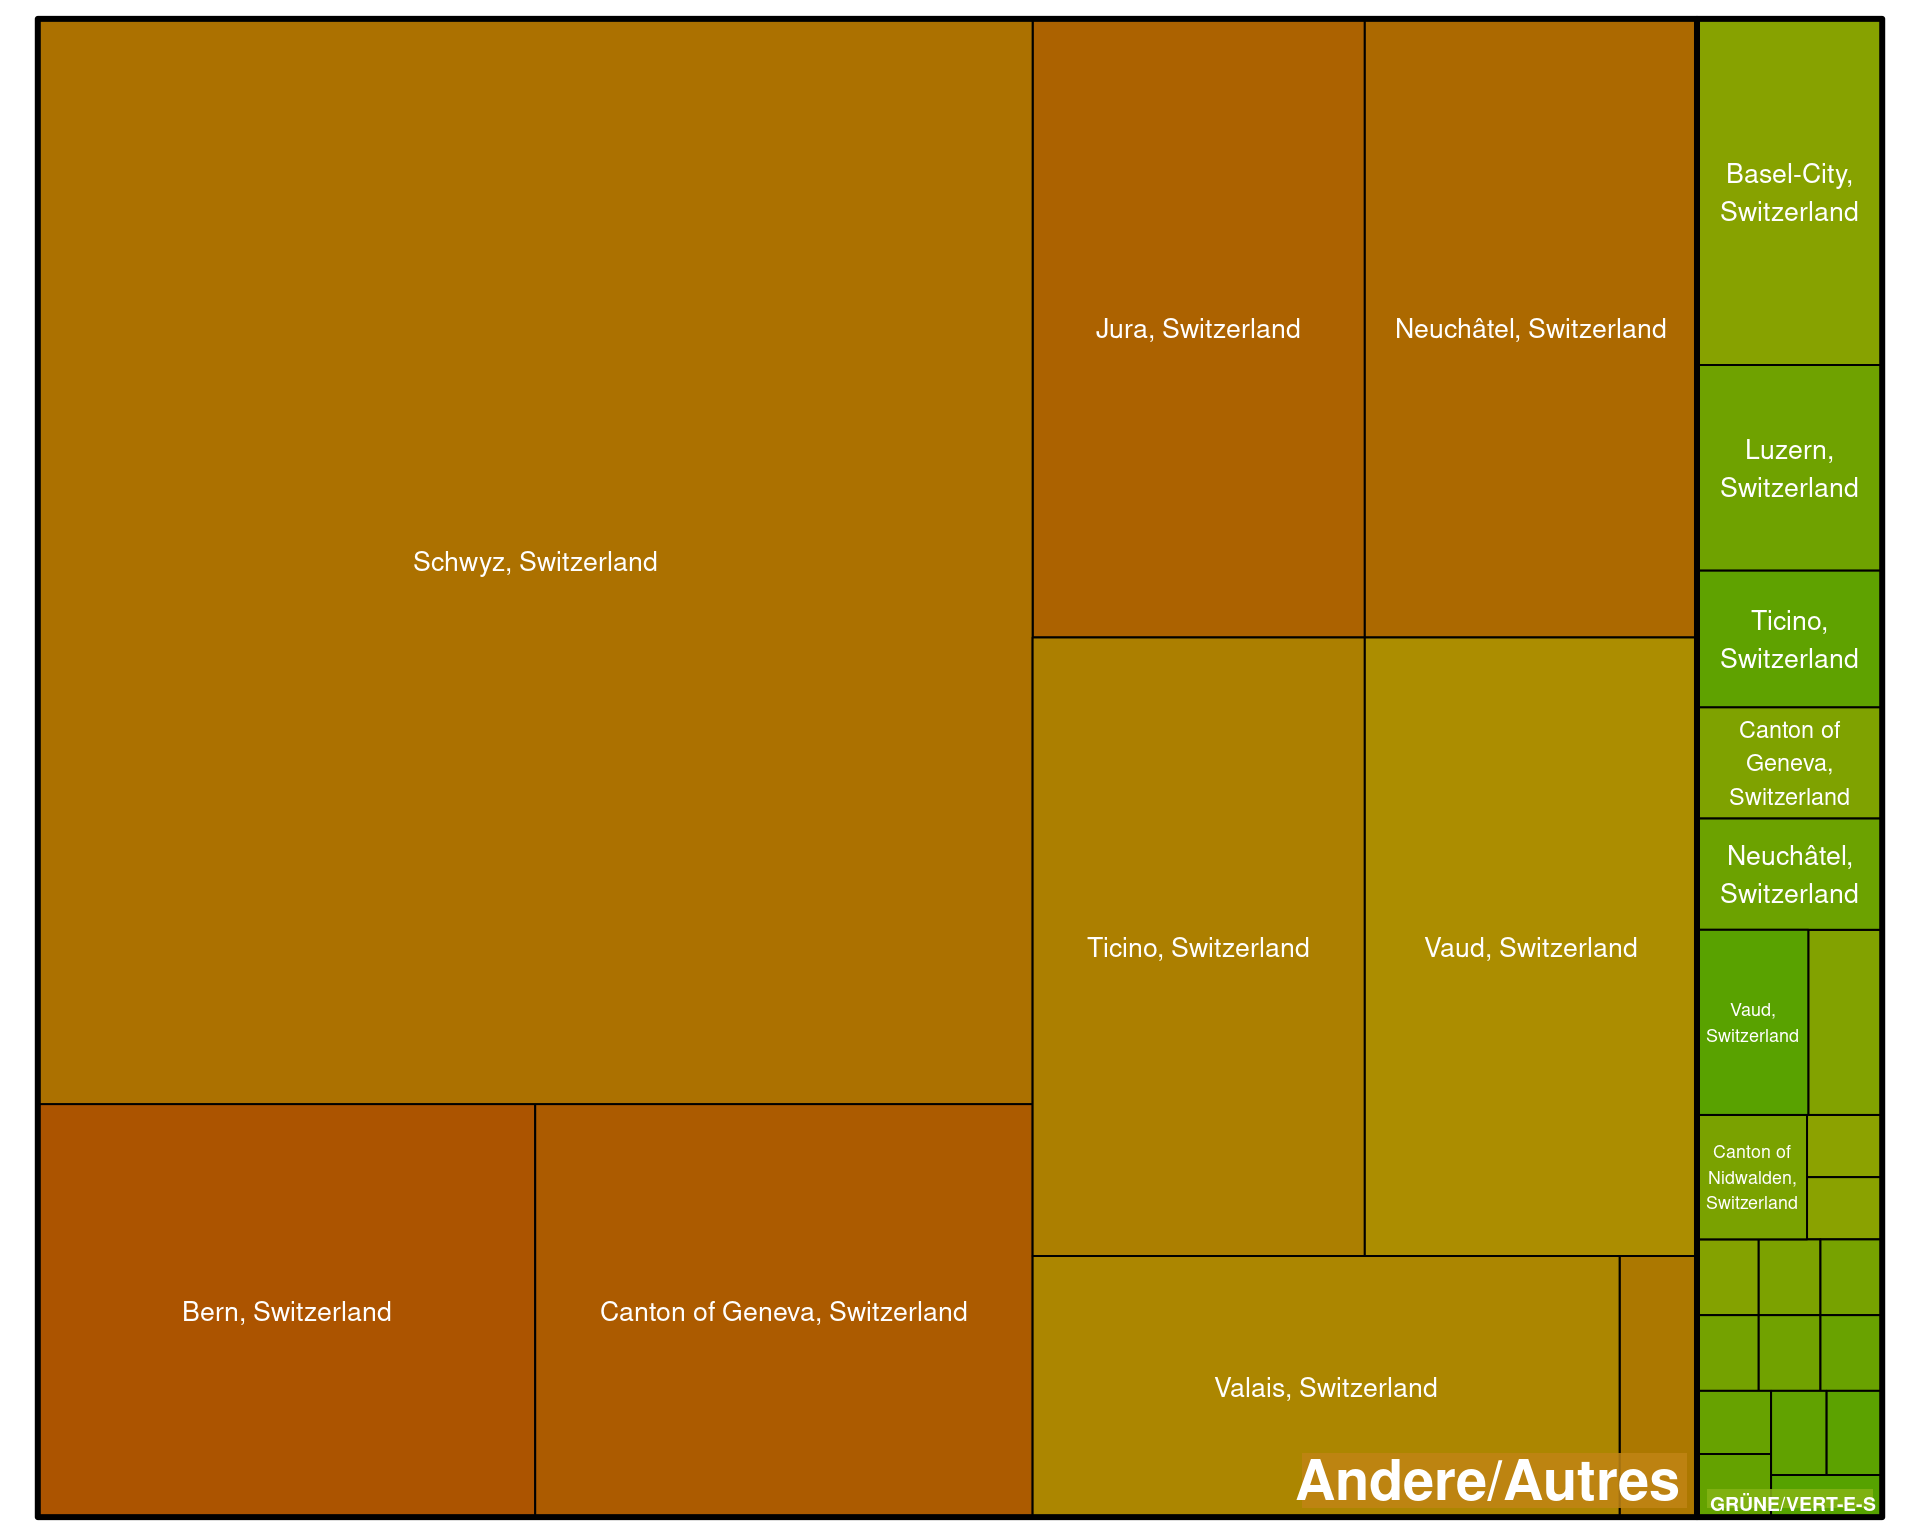 Schwyz, Switzerland
Bern, Switzerland
Canton of Geneva, Switzerland
Jura, Switzerland
Neuchâtel, Switzerland
Ticino, Switzerland
Vaud, Switzerland
Valais, Switzerland
Andere/Autres
Basel-City,
Switzerland
Luzern,
Switzerland
Ticino,
Switzerland
Canton of
Geneva,
Switzerland
Neuchâtel,
Switzerland
Vaud,
Switzerland
Canton of
Nidwalden,
Switzerland
GRÜNE/VERT-E-S